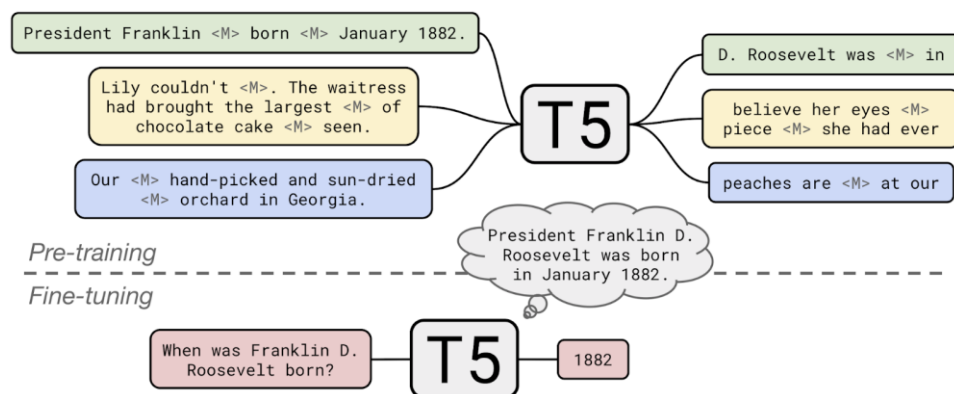 President Franklin <M> born <M> January 1882.
D. Roosevelt was <M> in
Lily couldn't <M>. The waitress
had brought the largest <M> of
chocolate cake <M> seen.
believe her eyes <M>
piece <M> she had ever
T5
Our <M> hand-picked and sun-dried
<M> orchard in Georgia.
peaches are <M> at our
Pre-training
President Franklin D.
Roosevelt was born
in January 1882.
Fine-tuning
When was Franklin D.
Roosevelt born?
T5
1882